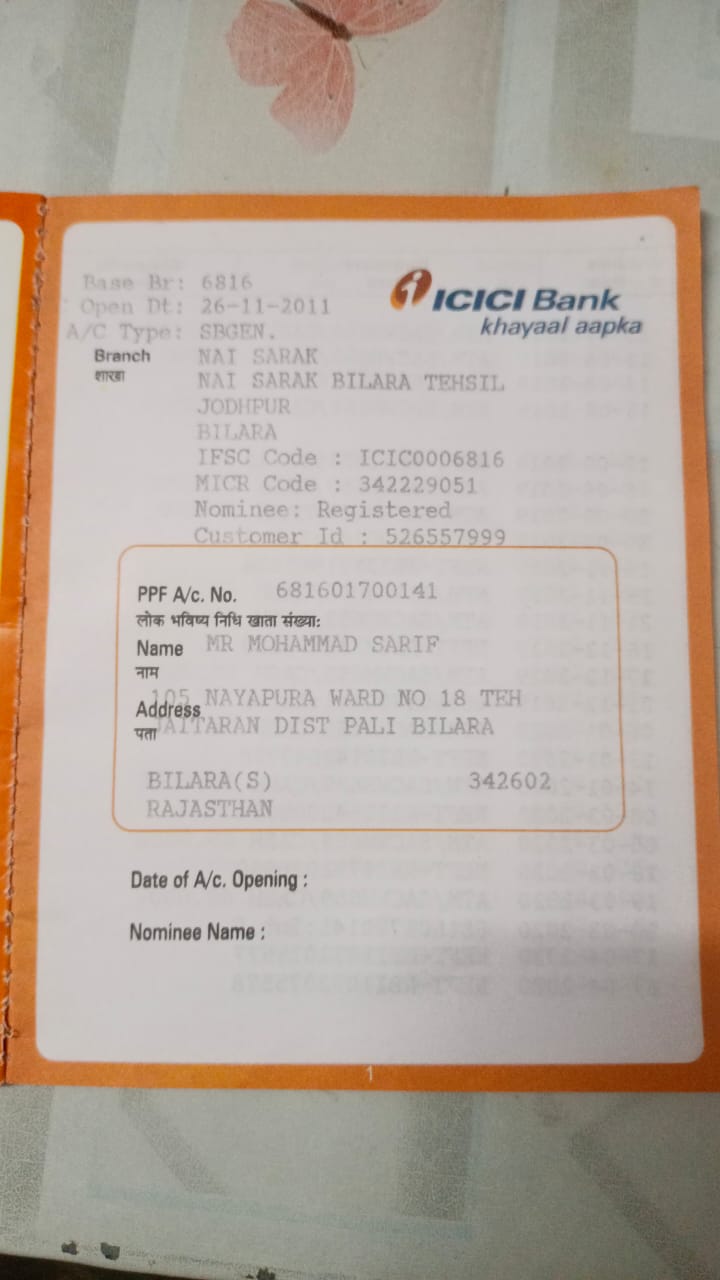 Base Br: 6816
Open Dt: 26-11-2011
A/C Type: SBGEN.
ICICI Bank
khayaal aapka
Branch NAI SARAK
शाखा NAI SARAK BILARA TEHSIL
JODHPUR
BILARA
IFSC Code : ICIC0006816
MICR Code : 342229051
Nominee: Registered
Customer Id : 526557999
PPF A/c. No. 681601700141
लोक भविष्य निधि खाता संख्या:
Name MR MOHAMMAD SARIF
नाम
105 NAYAPURA WARD NO 18 TEH
Address
पता JAITARAN DIST PALI BILARA
BILARA(S) 342602
RAJASTHAN
Date of A/c. Opening :
Nominee Name :
1